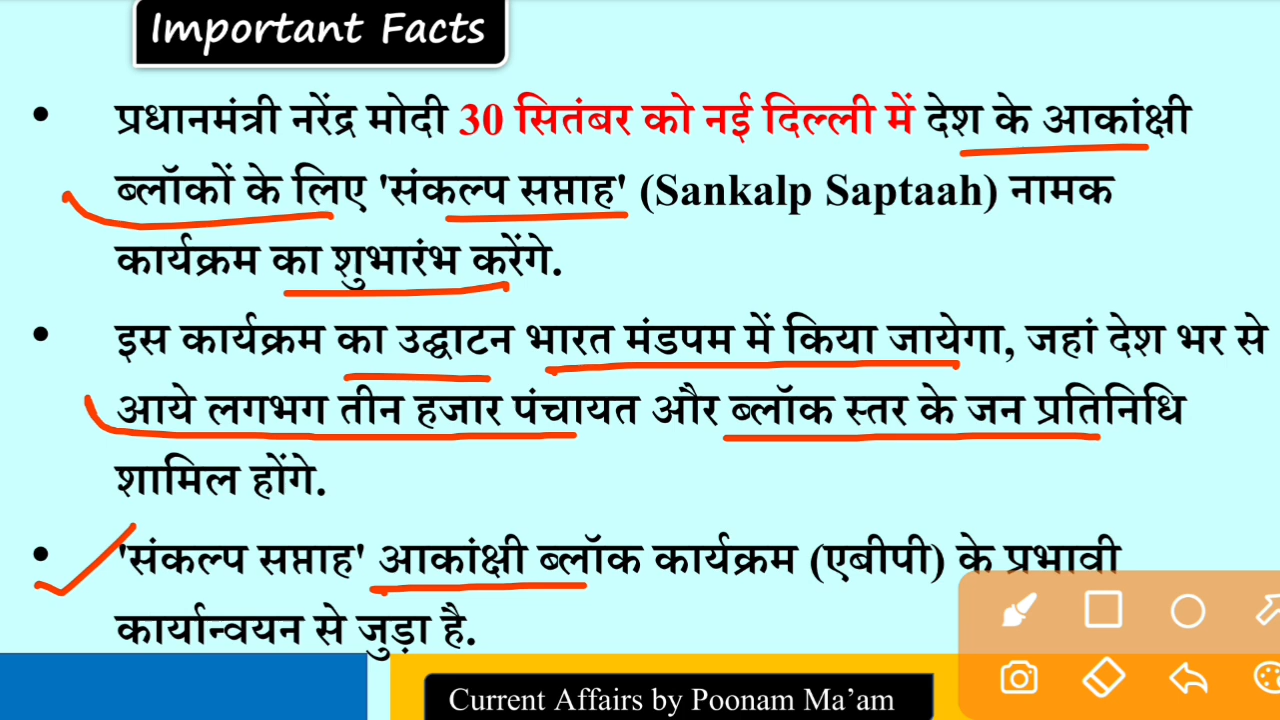 Important Facts
• प्रधानमंत्री नरेंद्र मोदी 30 सितंबर को नई दिल्ली में देश के आकांक्षी
ब्लॉकों के लिए 'संकल्प सप्ताह' (Sankalp Saptaah) नामक
कार्यक्रम का शुभारंभ करेंगे.
• इस कार्यक्रम का उद्घाटन भारत मंडपम में किया जायेगा, जहां देश भर से
आये लगभग तीन हजार पंचायत और ब्लॉक स्तर के जन प्रतिनिधि
शामिल होंगे.
• 'संकल्प सप्ताह' आकांक्षी ब्लॉक कार्यक्रम (एबीपी) के प्रभावी
कार्यान्वयन से जुड़ा है.
Current Affairs by Poonam Ma’am